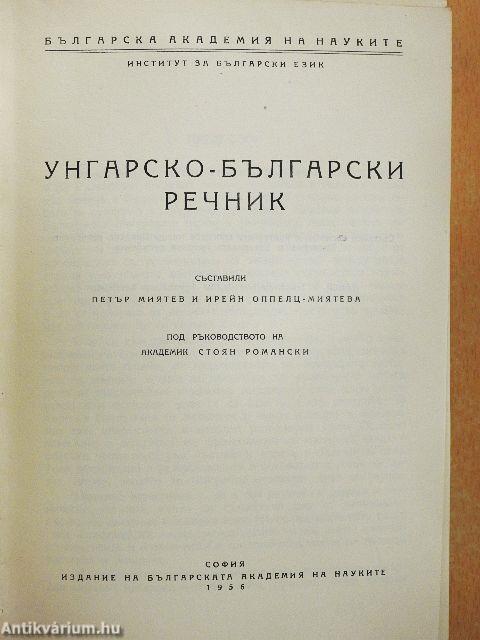 БЪЛГАРСКА АКАДЕМИЯ НА НАУКИТЕ
ИНСТИТУТ ЗА БЪЛГАРСКИ ЕЗИК
УНГАРСКО-БЪЛГАРСКИ
РЕЧНИК
СЪСТАВИЛИ
ПЕТЪР МИЯТЕВ И ИРЕЙН ОППЕЛЦ-МИЯТЕВА
ПОД РЪКОВОДСТВОТО НА
АКАДЕМИК СТОЯН РОМАНСКИ
СОФИЯ
ИЗДАНИЕ НА БЪЛГАРСКАТА АКАДЕМИЯ НА НАУКИТЕ
1956
Antikvárium.hu